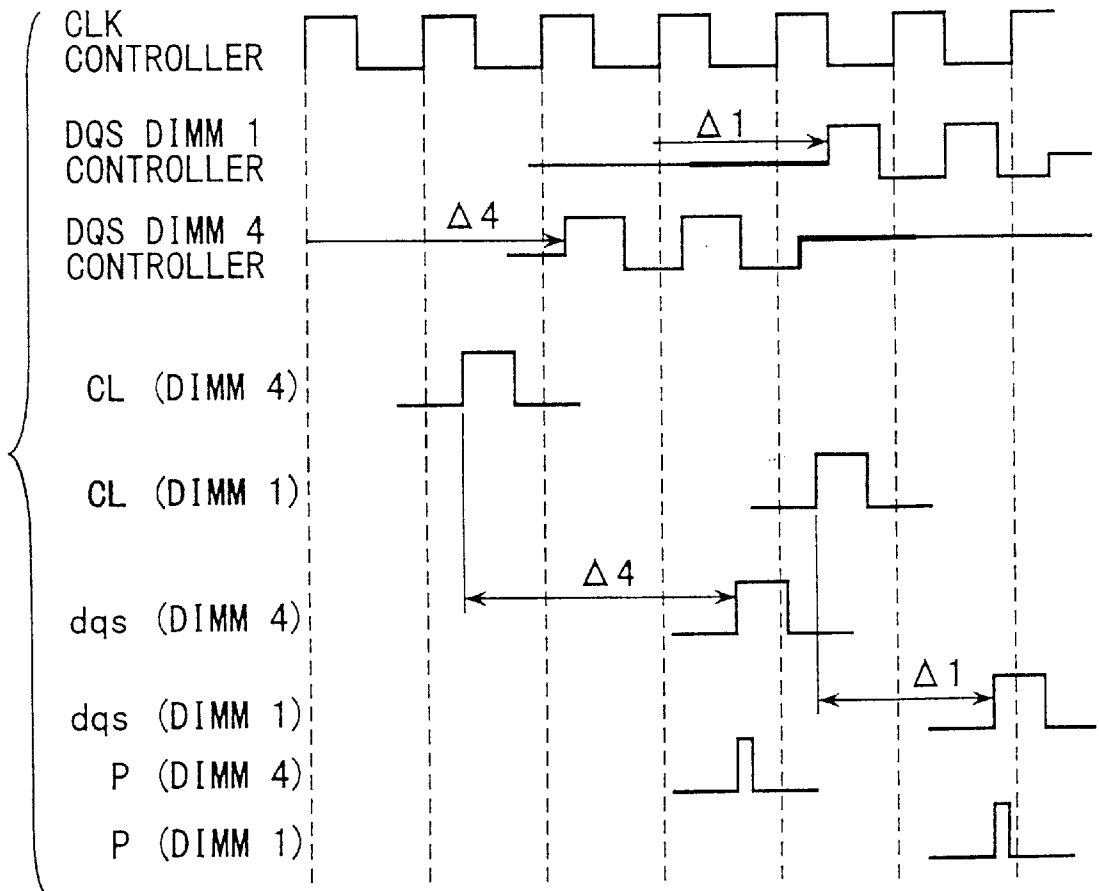 CLK
CONTROLLER
DQS DIMM 1
CONTROLLER
Δ1
DQS DIMM 4
CONTROLLER
Δ4
CL (DIMM 4)
CL (DIMM 1)
dqs (DIMM 4)
Δ4
dqs (DIMM 1)
Δ1
P (DIMM 4)
P (DIMM 1)